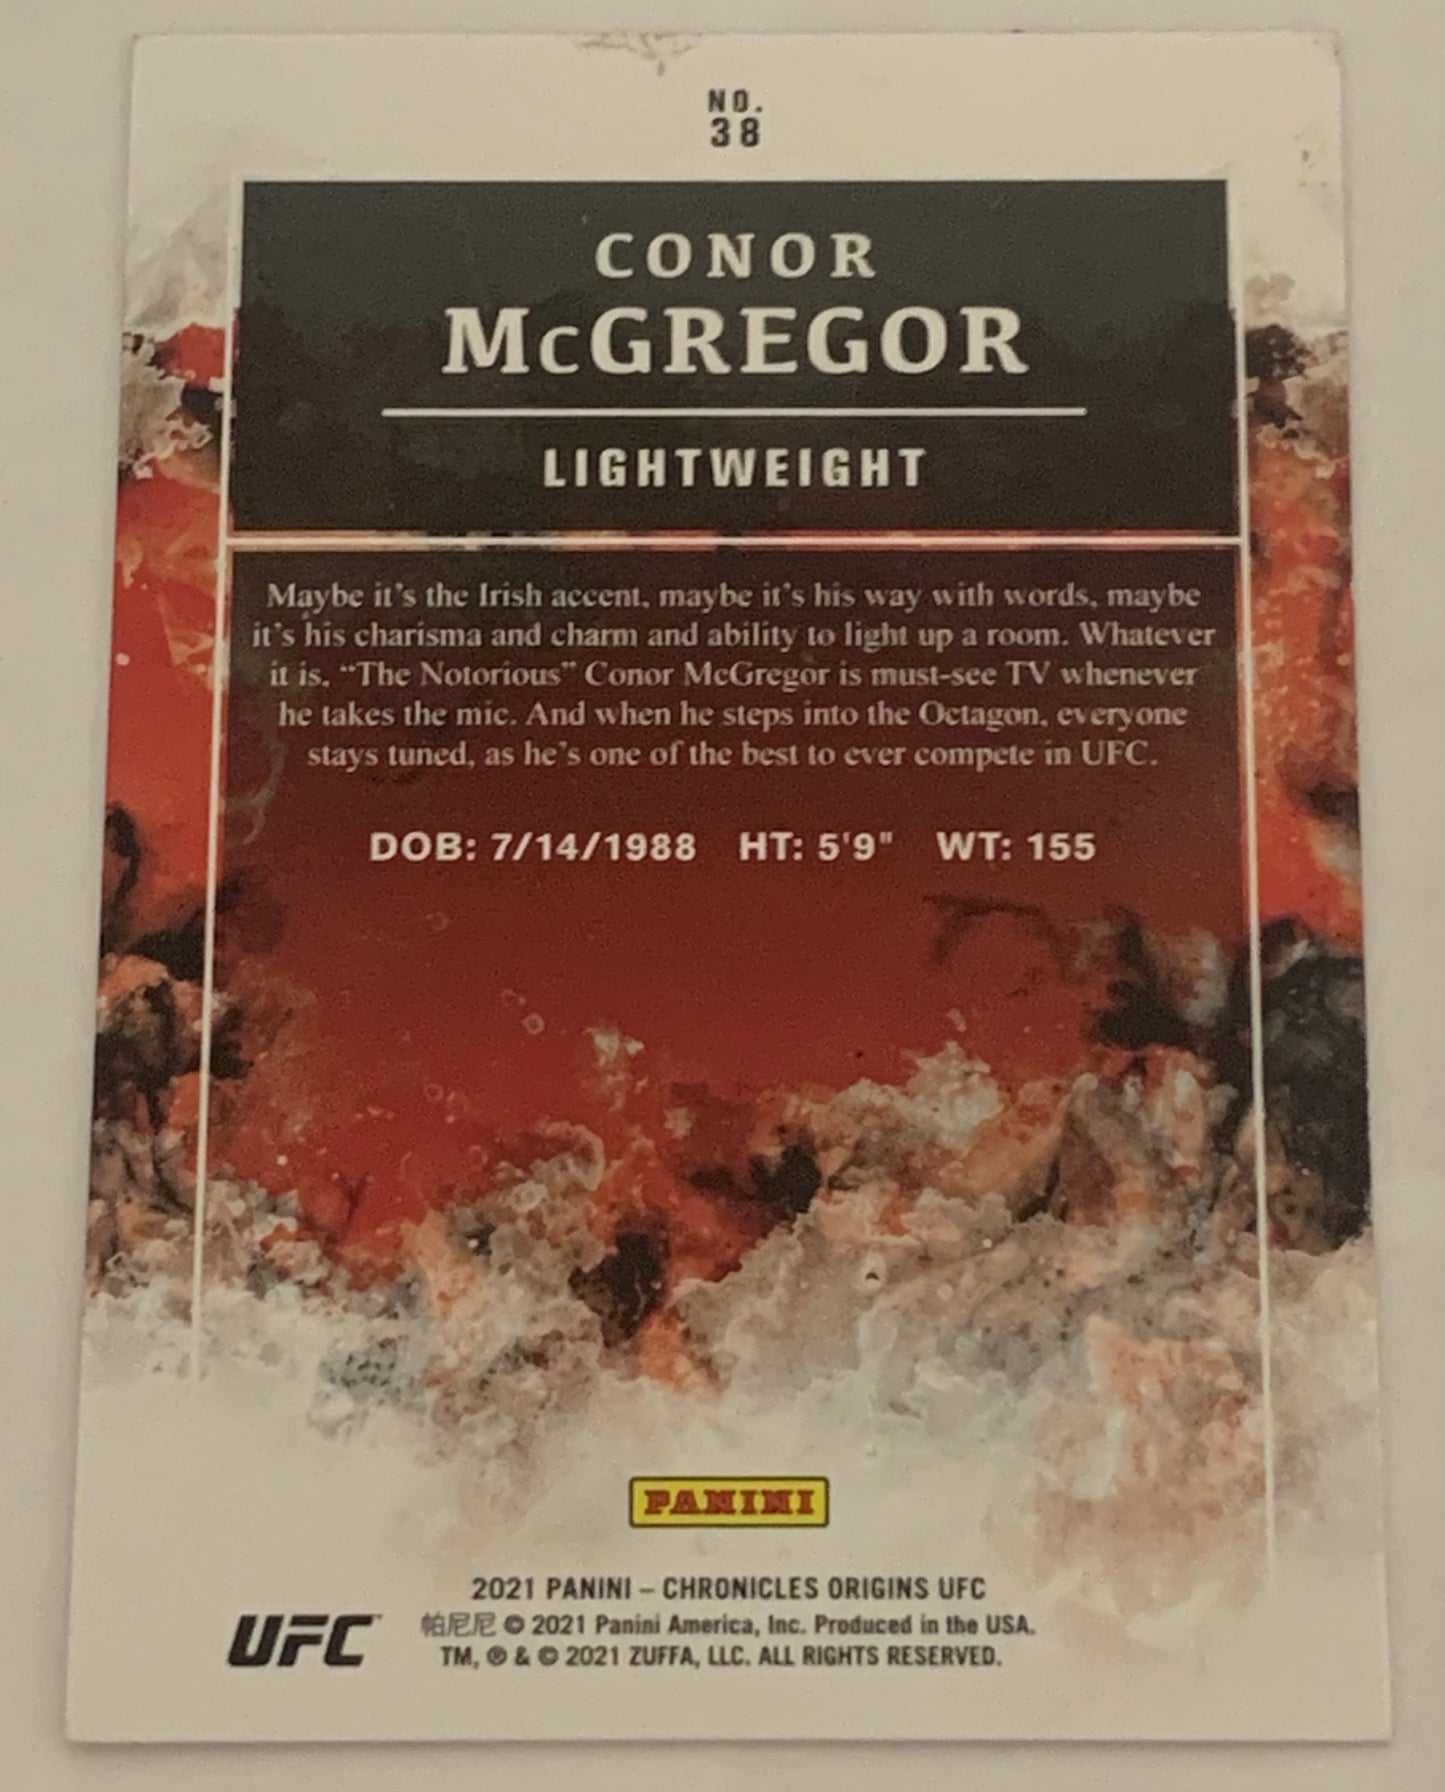 NO.
38
CONOR
McGREGOR
LIGHTWEIGHT
Maybe it's the Irish accent, maybe it's his way with words, maybe
it's his charisma and charm and ability to light up a room. Whatever
it is, “The Notorious” Conor McGregor is must-see TV whenever
he takes the mic. And when he steps into the Octagon, everyone
stays tuned, as he's one of the best to ever compete in UFC.
DOB: 7/14/1988 HT: 5'9" WT: 155
PANINI
2021 PANINI – CHRONICLES ORIGINS UFC
UFC™
帕尼尼 © 2021 Panini America, Inc. Produced in the USA.
TM, ® & © 2021 ZUFFA, LLC. ALL RIGHTS RESERVED.